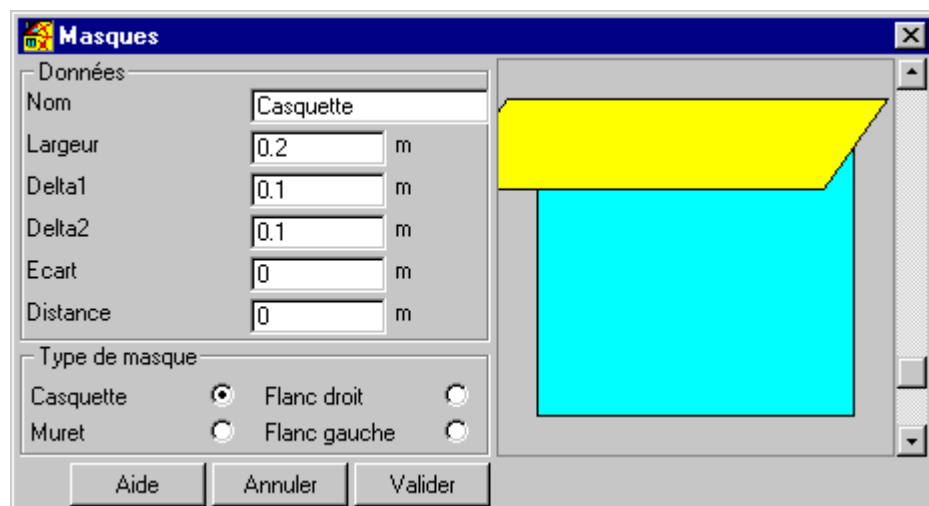 Masques
Données
Nom Casquette
Largeur 0.2 m
Delta1 0.1 m
Delta2 0.1 m
Ecart 0 m
Distance 0 m
Type de masque
Casquette Flanc droit
Muret Flanc gauche
Aide Annuler Valider